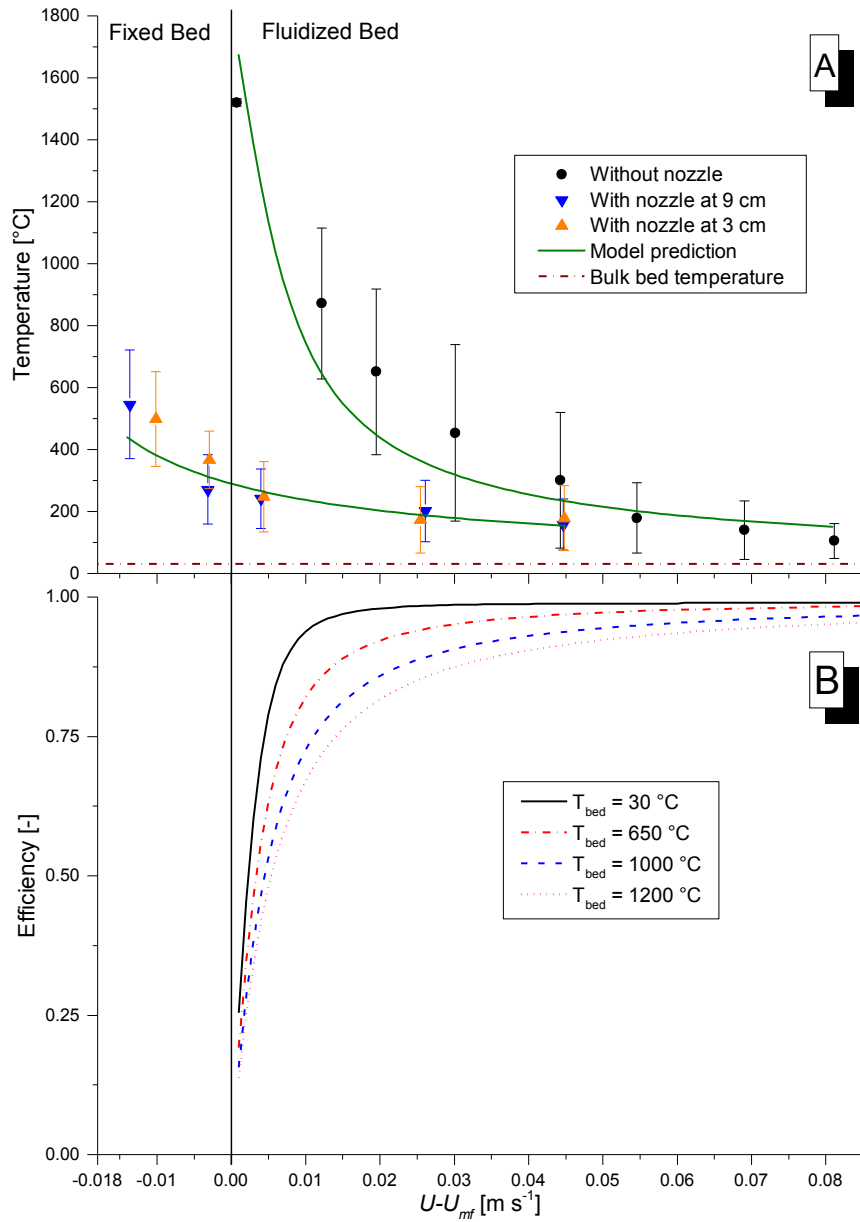 Fixed Bed
Fluidized Bed
A
Temperature [°C]
1800
1600
1400
1200
1000
800
600
400
200
0
Without nozzle
With nozzle at 9 cm
With nozzle at 3 cm
Model prediction
Bulk bed temperature
B
Efficiency [-]
1.00
0.75
0.50
0.25
0.00
T_bed = 30 °C
T_bed = 650 °C
T_bed = 1000 °C
T_bed = 1200 °C
-0.018 -0.01 0.00 0.01 0.02 0.03 0.04 0.05 0.06 0.07 0.08
U-U_mf [m s⁻¹]